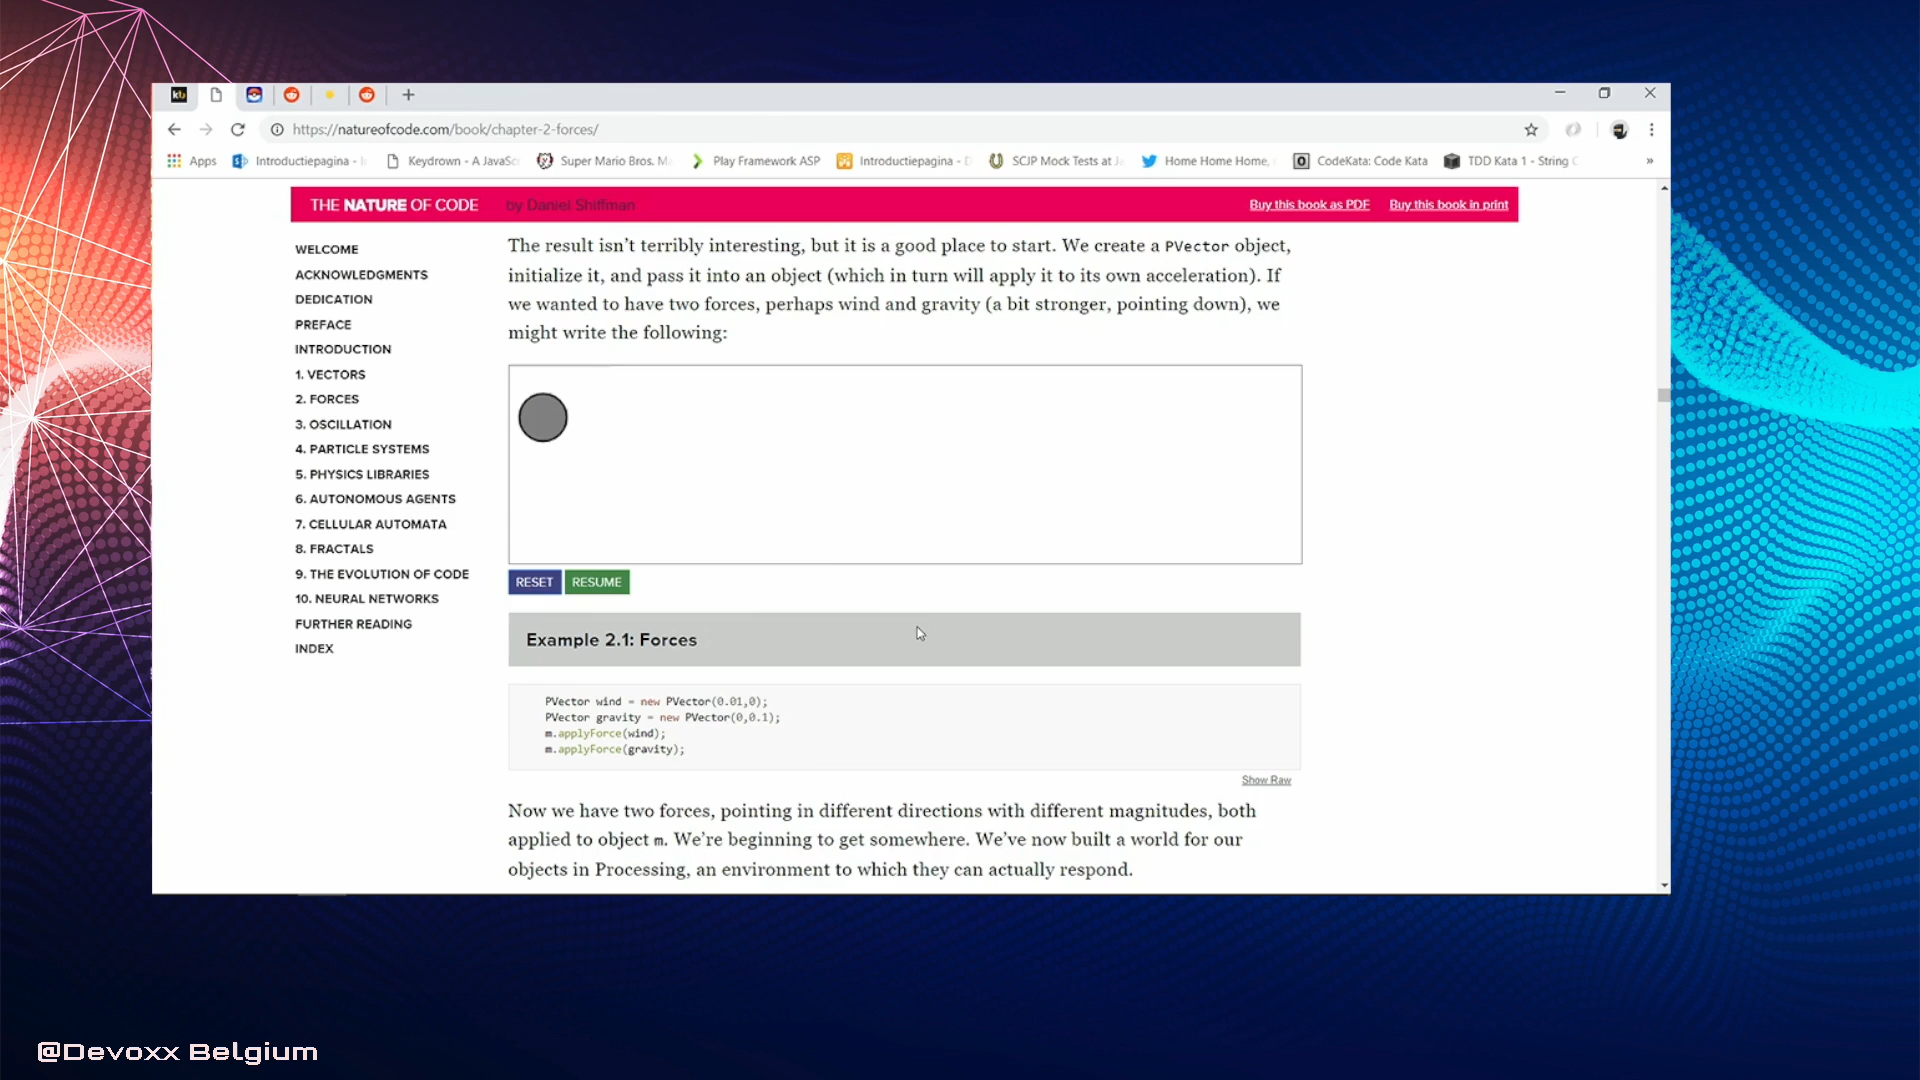 https://natureofcode.com/book/chapter-2-forces/
Apps
Introductiepagina - I
Keydrown - A JavaSc
Super Mario Bros. M
Play Framework ASP
Introductiepagina - D
SCJP Mock Tests at Ja
Home Home Home,
CodeKata: Code Kata
TDD Kata 1 - String C
»
THE NATURE OF CODE by Daniel Shiffman
Buy this book as PDF
Buy this book in print
WELCOME
ACKNOWLEDGMENTS
DEDICATION
PREFACE
INTRODUCTION
1. VECTORS
2. FORCES
3. OSCILLATION
4. PARTICLE SYSTEMS
5. PHYSICS LIBRARIES
6. AUTONOMOUS AGENTS
7. CELLULAR AUTOMATA
8. FRACTALS
9. THE EVOLUTION OF CODE
10. NEURAL NETWORKS
FURTHER READING
INDEX
The result isn’t terribly interesting, but it is a good place to start. We create a PVector object,
initialize it, and pass it into an object (which in turn will apply it to its own acceleration). If
we wanted to have two forces, perhaps wind and gravity (a bit stronger, pointing down), we
might write the following:
RESET
RESUME
Example 2.1: Forces
PVector wind = new PVector(0.01,0);
PVector gravity = new PVector(0,0.1);
m.applyForce(wind);
m.applyForce(gravity);
Show Raw
Now we have two forces, pointing in different directions with different magnitudes, both
applied to object m. We’re beginning to get somewhere. We’ve now built a world for our
objects in Processing, an environment to which they can actually respond.
@Devoxx Belgium